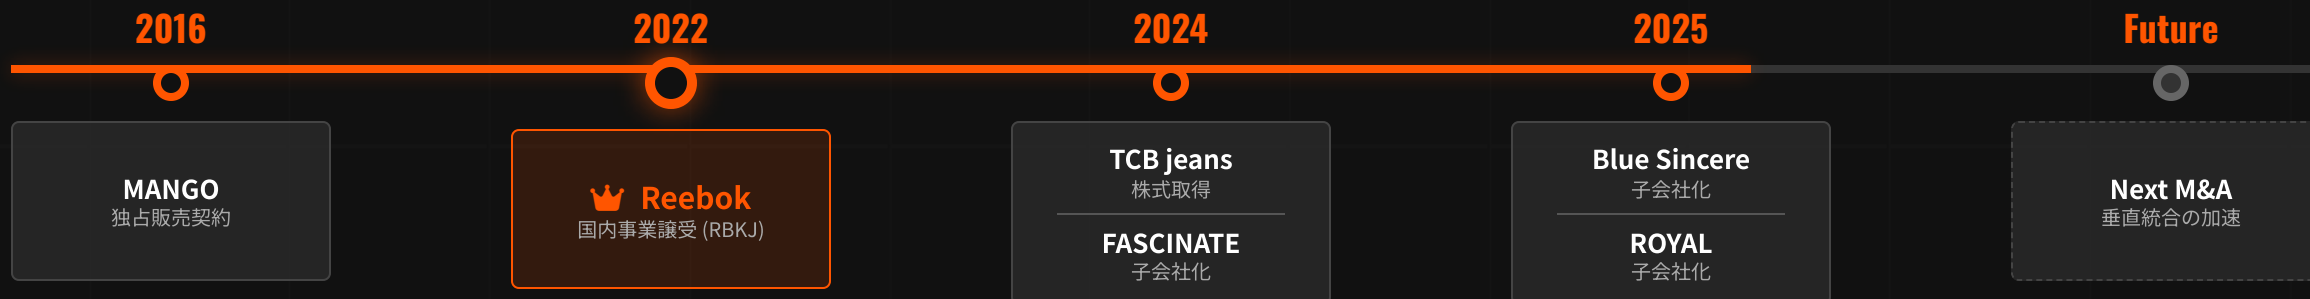 2016
2022
2024
2025
Future
MANGO
独占販売契約
Reebok
国内事業譲受 (RBKJ)
TCB jeans
株式取得
FASCINATE
子会社化
Blue Sincere
子会社化
ROYAL
子会社化
Next M&A
垂直統合の加速